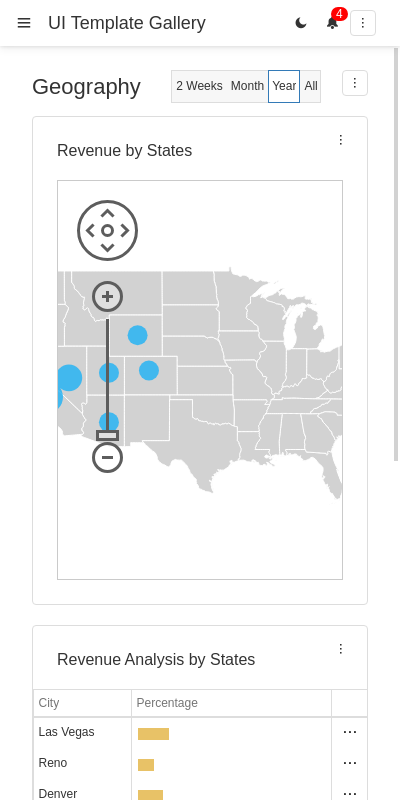 UI Template Gallery
4
Geography
2 Weeks Month Year All
Revenue by States
Revenue Analysis by States
City Percentage
Las Vegas
Reno
Denver